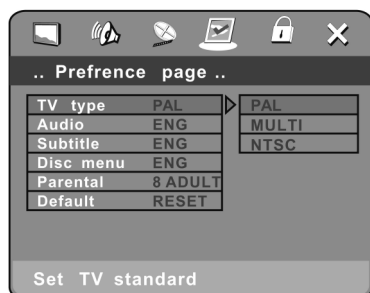 .. Prefrence page ..
TV type PAL PAL
Audio ENG MULTI
Subtitle ENG NTSC
Disc menu ENG
Parental 8 ADULT
Default RESET
Set TV standard